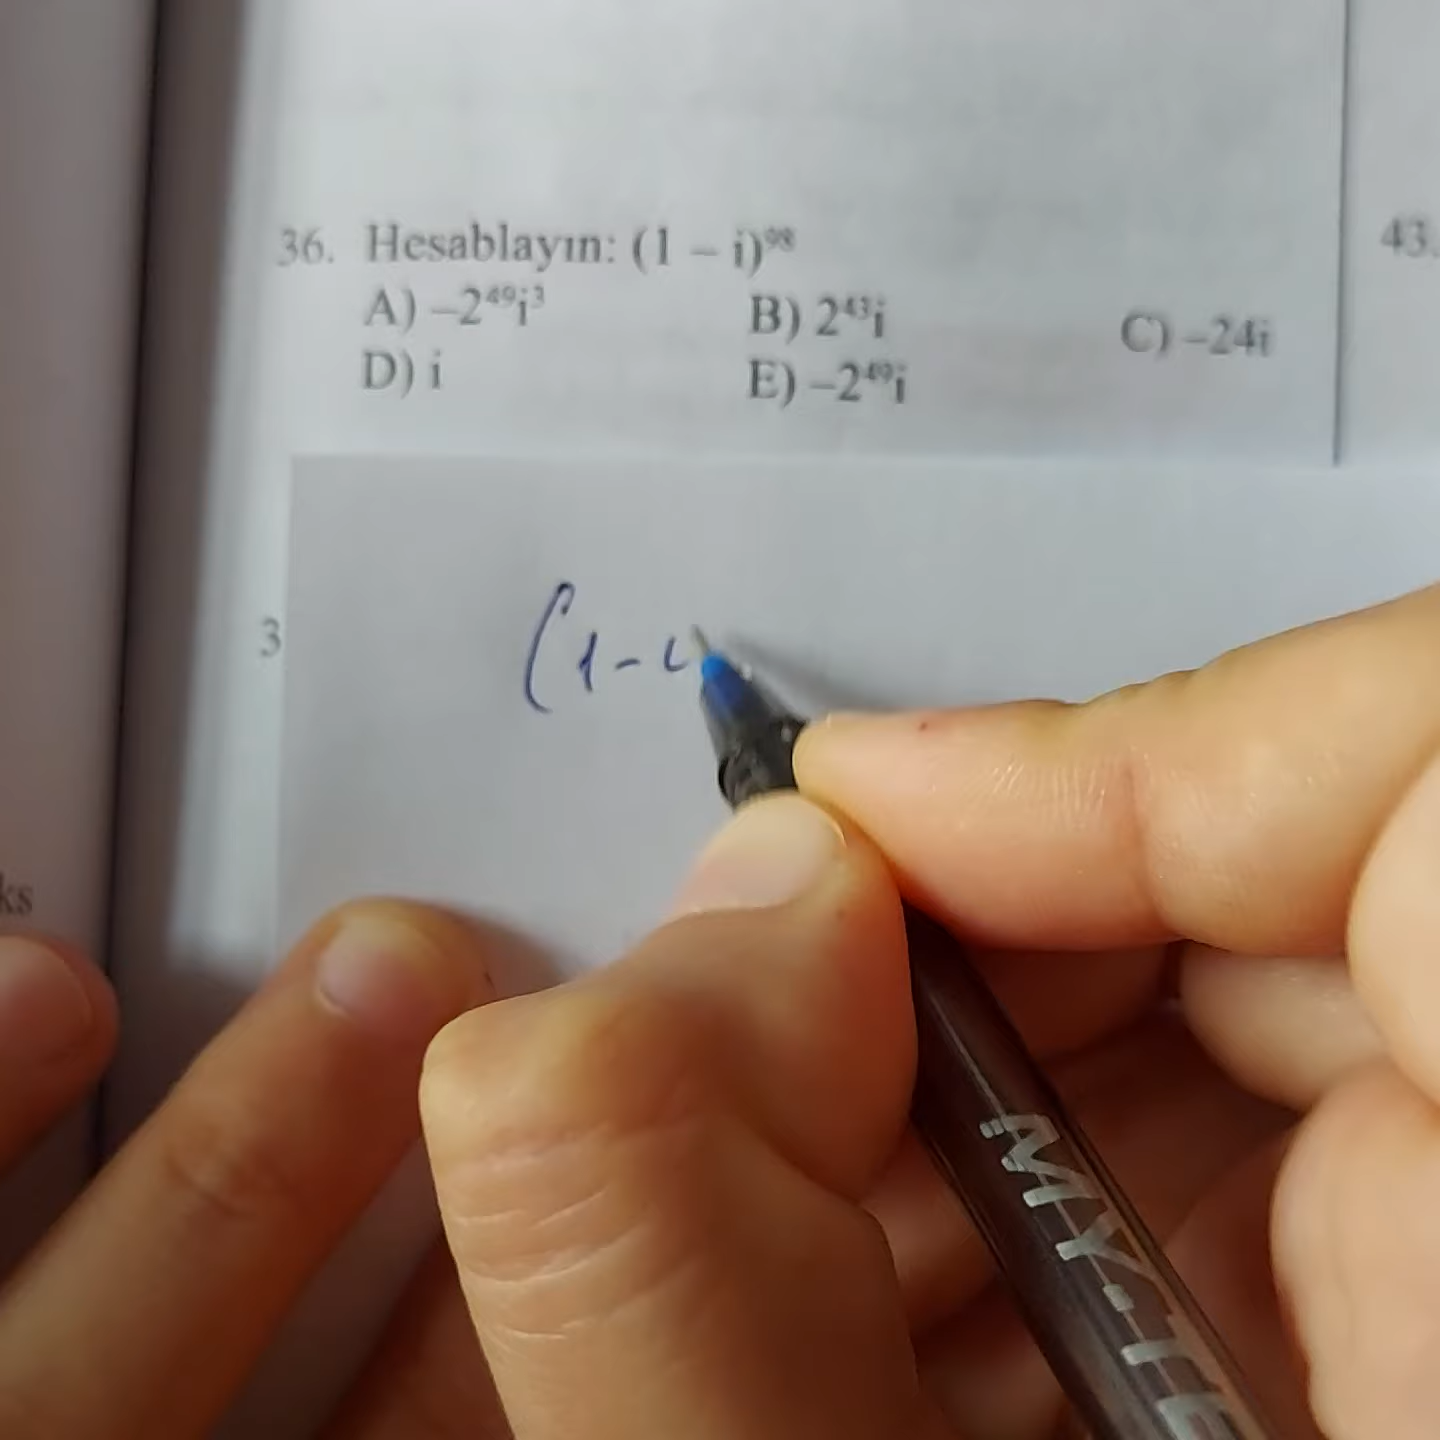 36. Hesablayın: (1 – i)⁹⁸
A) –2⁴⁹i³ B) 2⁴³i C) –24i
D) i E) –2⁴⁹i
43.
(1-i
3
ks
MY-TE